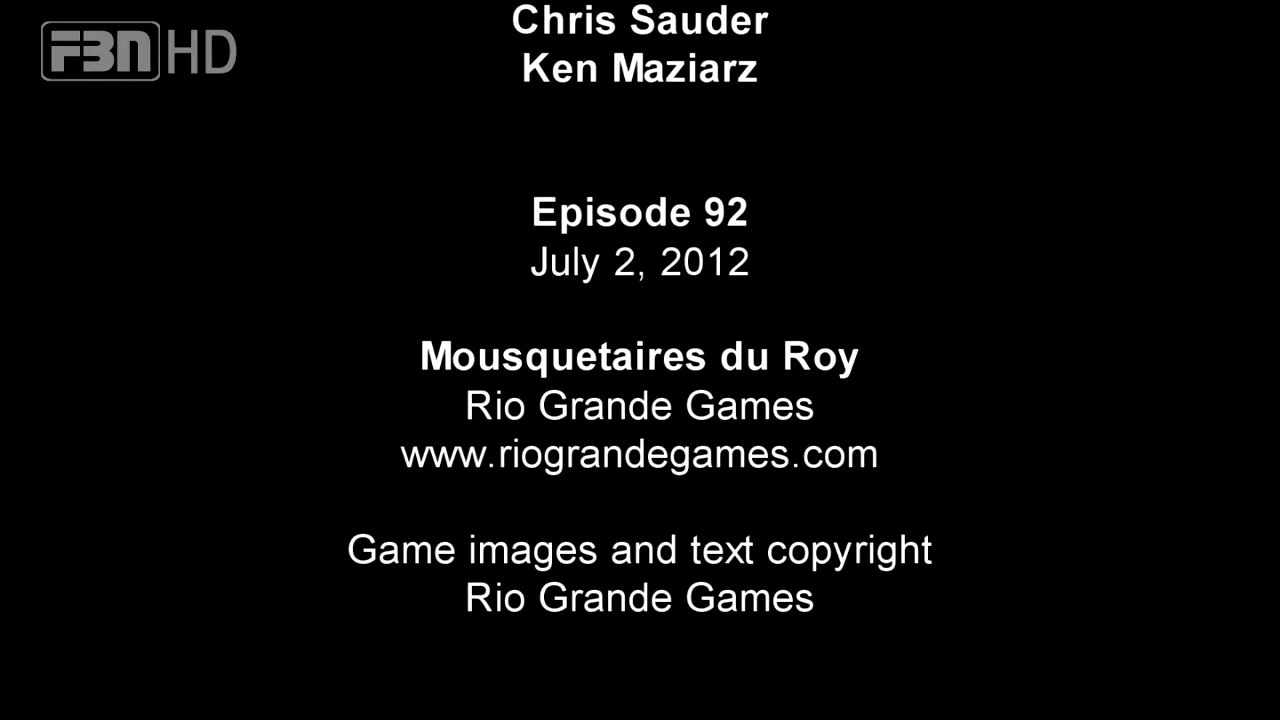 F3N HD
Chris Sauder
Ken Maziarz
Episode 92
July 2, 2012
Mousquetaires du Roy
Rio Grande Games
www.riograndegames.com
Game images and text copyright
Rio Grande Games